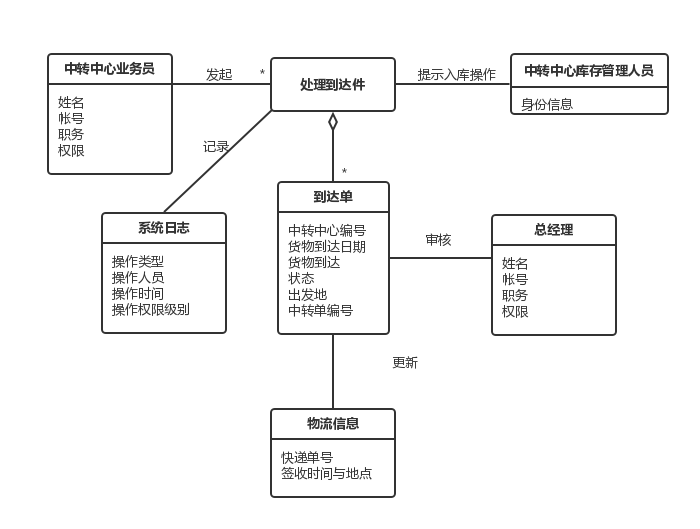 中转中心业务员
姓名
帐号
职务
权限
发起
*
处理到达件
提示入库操作
中转中心库存管理人员
身份信息
记录
*
系统日志
操作类型
操作人员
操作时间
操作权限级别
到达单
中转中心编号
货物到达日期
货物到达
状态
出发地
中转单编号
审核
总经理
姓名
帐号
职务
权限
更新
物流信息
快递单号
签收时间与地点